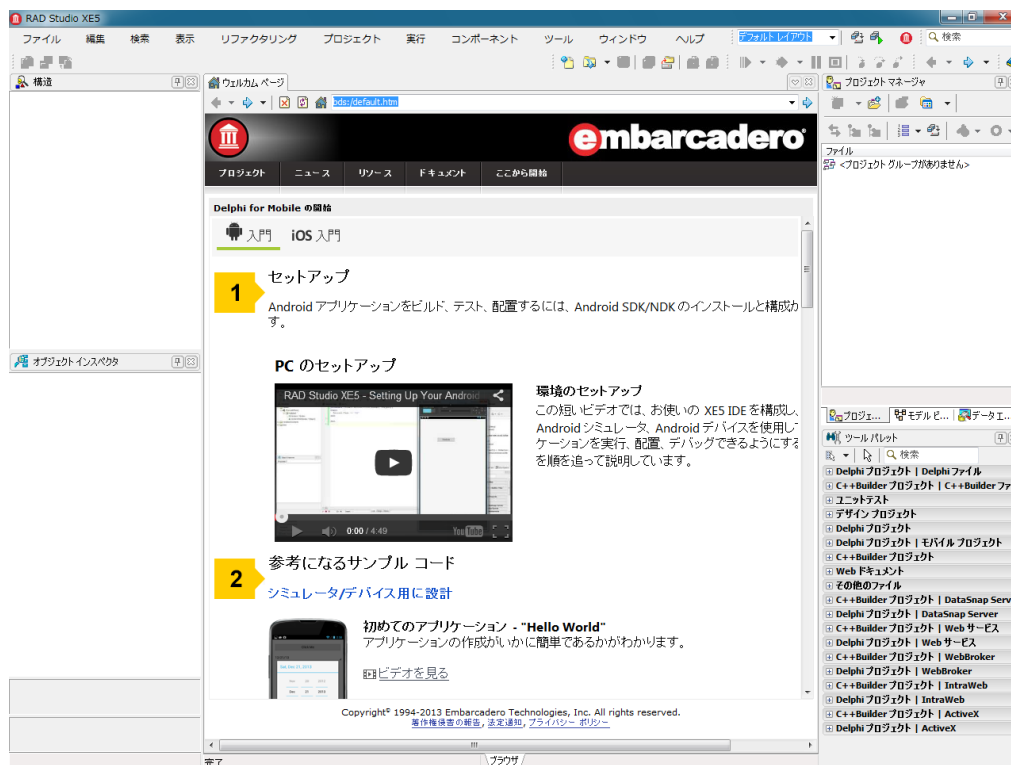 RAD Studio XE5
ファイル 編集 検索 表示 リファクタリング プロジェクト 実行 コンポーネント ツール ウィンドウ ヘルプ デフォルト レイアウト 検索
構造
ウェルカム ページ
プロジェクト マネージャ
bds:/default.htm
embarcadero
ファイル
<プロジェクト グループがありません>
プロジェクト ニュース リソース ドキュメント ここから開始
Delphi for Mobile の開始
入門 iOS 入門
1 セットアップ
Android アプリケーションをビルド、テスト、配置するには、Android SDK/NDK のインストールと構成が
す。
オブジェクト インスペクタ
PC のセットアップ
RAD Studio XE5 - Setting Up Your Android
0:00 / 4:49 YouTube
環境のセットアップ
この短いビデオでは、お使いの XE5 IDE を構成し、
Android シミュレータ、Android デバイスを使用し
ケーションを実行、配置、デバッグできるようにする
を順を追って説明しています。
2 参考になるサンプル コード
シミュレータ/デバイス用に設計
初めてのアプリケーション - "Hello World"
アプリケーションの作成がいかに簡単であるかがわかります。
ビデオを見る
Copyright© 1994-2013 Embarcadero Technologies, Inc. All rights reserved.
著作権侵害の報告, 法定通知, プライバシー ポリシー
完了
ブラウザ
プロジェ... モデル ビ... データエ...
ツール パレット
検索
Delphi プロジェクト | Delphi ファイル
C++Builder プロジェクト | C++Builder ファ
ユニットテスト
デザイン プロジェクト
Delphi プロジェクト
Delphi プロジェクト | モバイル プロジェクト
C++Builder プロジェクト
Web ドキュメント
その他のファイル
C++Builder プロジェクト | DataSnap Serv
Delphi プロジェクト | DataSnap Server
C++Builder プロジェクト | Web サービス
Delphi プロジェクト | Web サービス
C++Builder プロジェクト | WebBroker
Delphi プロジェクト | WebBroker
C++Builder プロジェクト | IntraWeb
Delphi プロジェクト | IntraWeb
C++Builder プロジェクト | ActiveX
Delphi プロジェクト | ActiveX